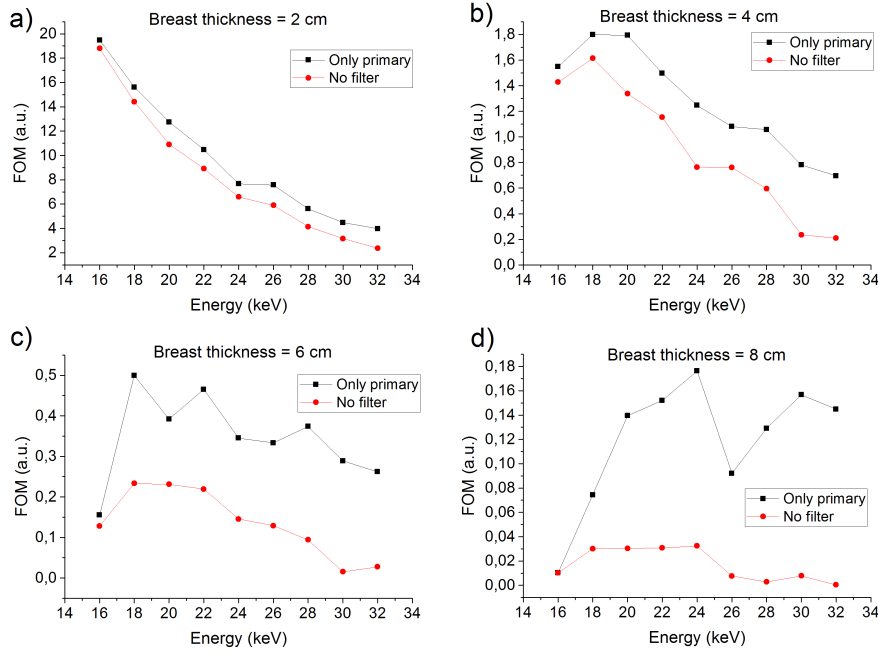 a)
Breast thickness = 2 cm
Only primary
No filter
FOM (a.u.)
20
18
16
14
12
10
8
6
4
2
14 16 18 20 22 24 26 28 30 32 34
Energy (keV)
b)
Breast thickness = 4 cm
Only primary
No filter
FOM (a.u.)
1,8
1,6
1,4
1,2
1,0
0,8
0,6
0,4
0,2
0,0
14 16 18 20 22 24 26 28 30 32 34
Energy (keV)
c)
Breast thickness = 6 cm
Only primary
No filter
FOM (a.u.)
0,5
0,4
0,3
0,2
0,1
0,0
14 16 18 20 22 24 26 28 30 32 34
Energy (keV)
d)
Breast thickness = 8 cm
Only primary
No filter
FOM (a.u.)
0,18
0,16
0,14
0,12
0,10
0,08
0,06
0,04
0,02
0,00
14 16 18 20 22 24 26 28 30 32 34
Energy (keV)